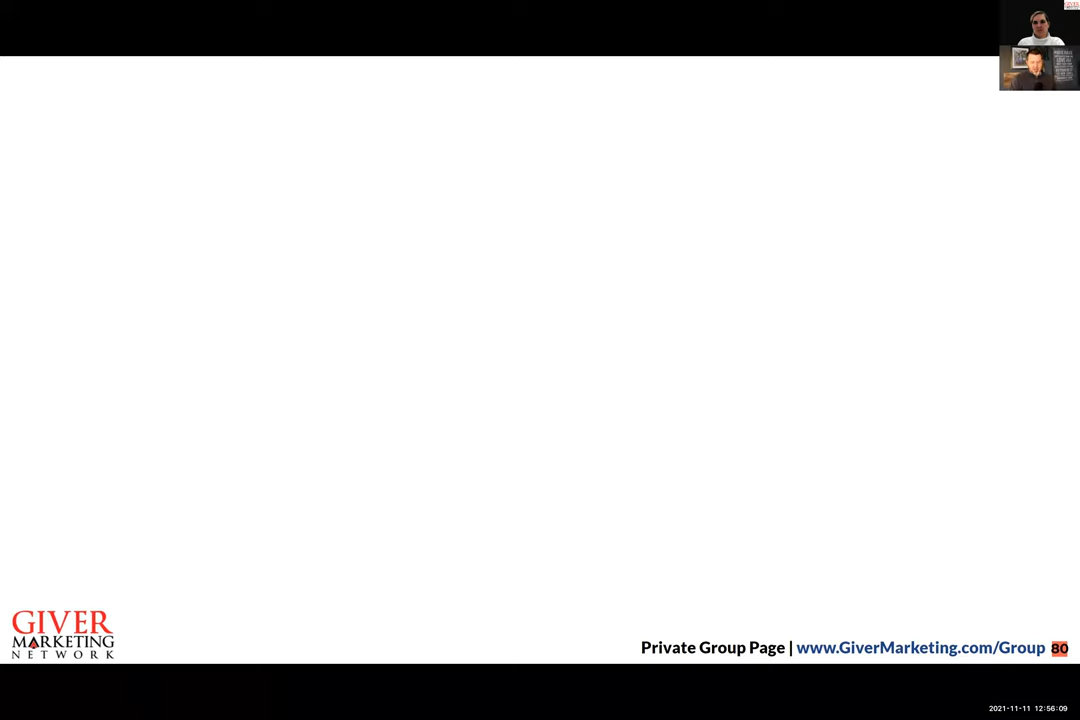 GIVER
MARKETING
NETWORK
Private Group Page | www.GiverMarketing.com/Group 80
2021-11-11 12:56:09